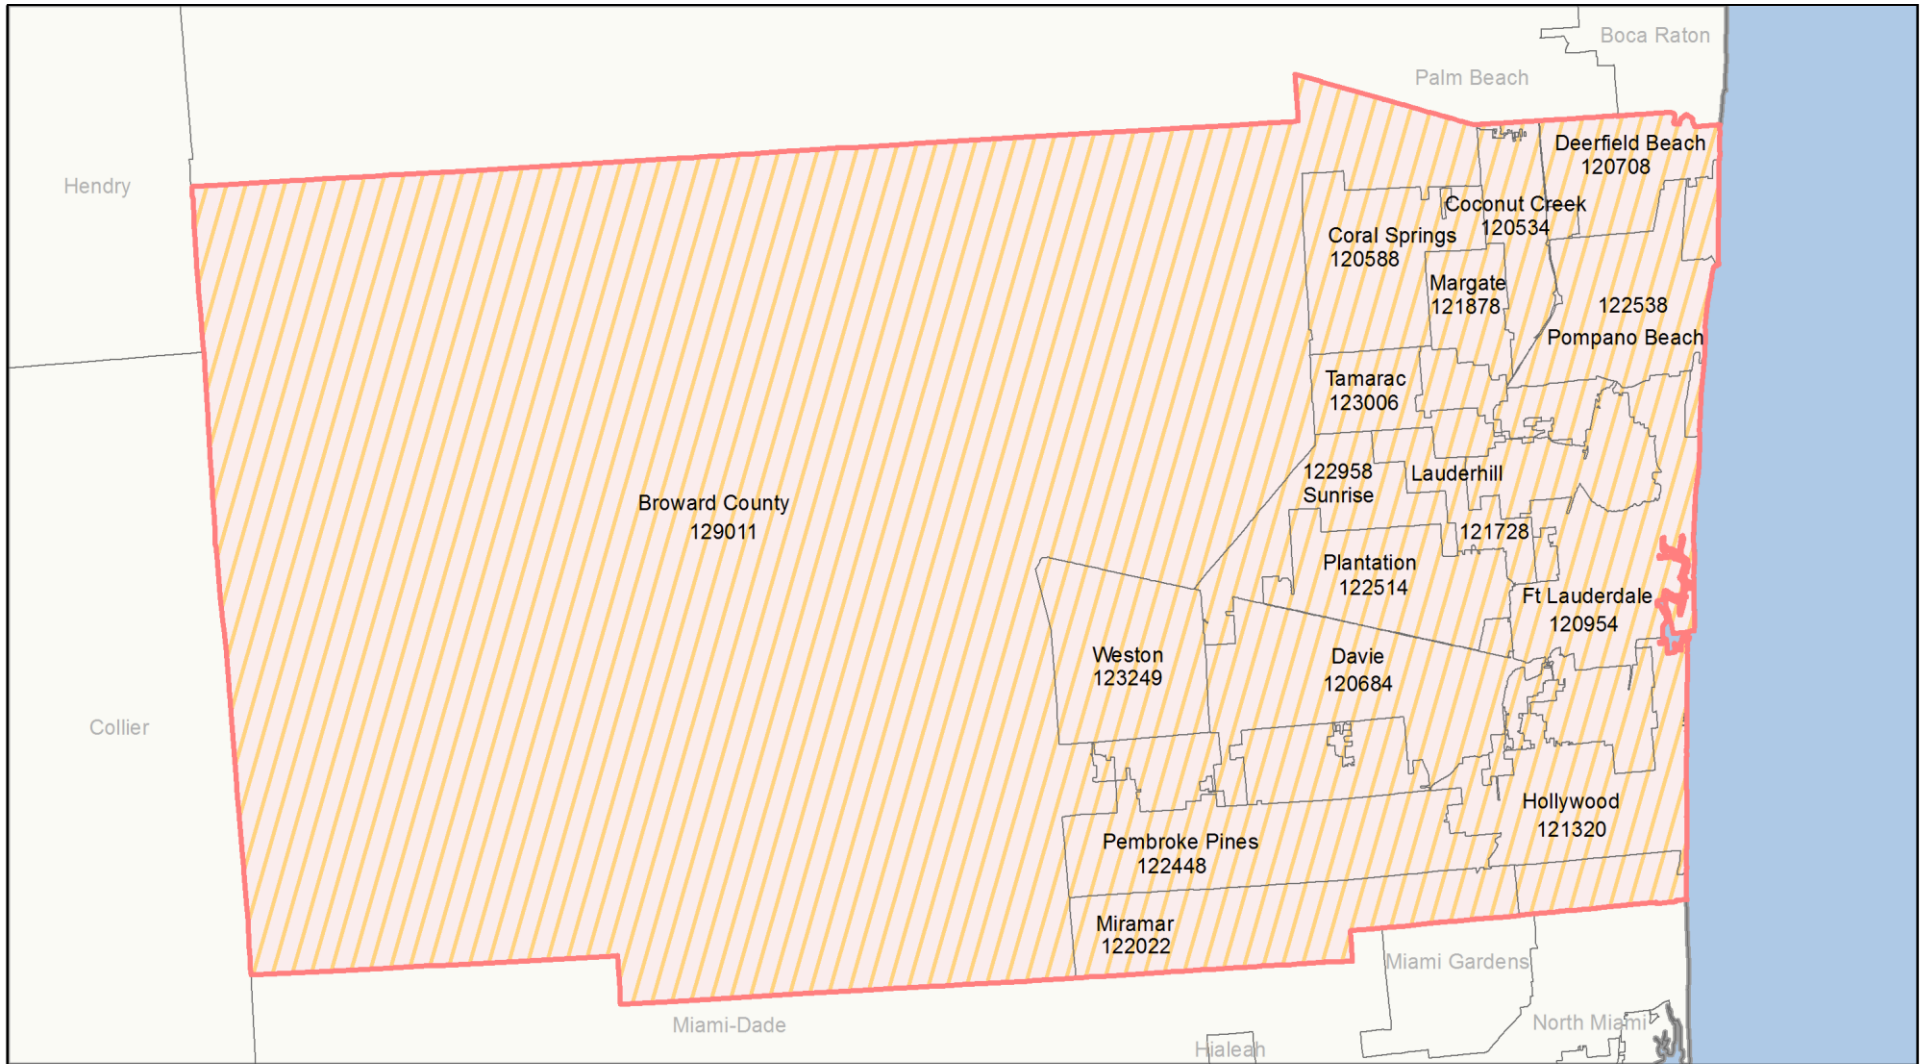 Boca Raton
Palm Beach
Hendry
Deerfield Beach
120708
Coconut Creek
120534
Coral Springs
120588
Margate
121878
122538
Pompano Beach
Tamarac
123006
122958
Sunrise
Lauderhill
121728
Broward County
129011
Plantation
122514
Ft Lauderdale
120954
Weston
123249
Davie
120684
Collier
Hollywood
121320
Pembroke Pines
122448
Miramar
122022
Miami Gardens
Miami-Dade
North Miami
Hialeah